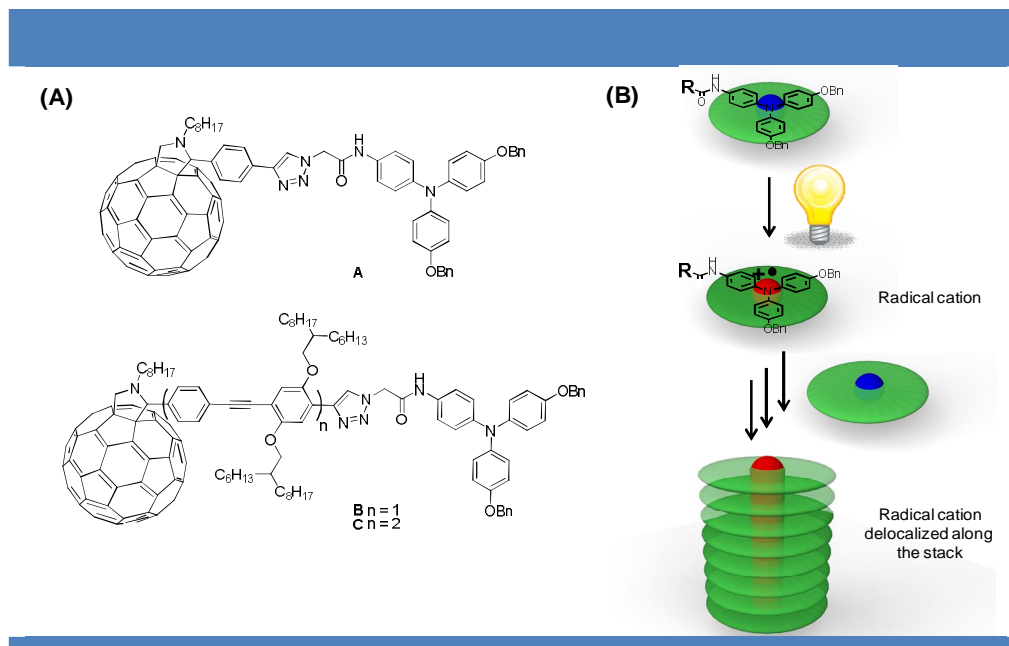 (A)
C8H17
N
H
N
N
N=N
O
N
OBn
OBn
A
C8H17
C6H13
C8H17
N
O
O
C6H13
C8H17
n
N
N=N
H
N
O
N
OBn
OBn
B n = 1
C n = 2
(B)
H
R
N
O
N
OBn
OBn
H
R
N
O
+•
N
OBn
OBn
Radical cation
Radical cation
delocalized along
the stack